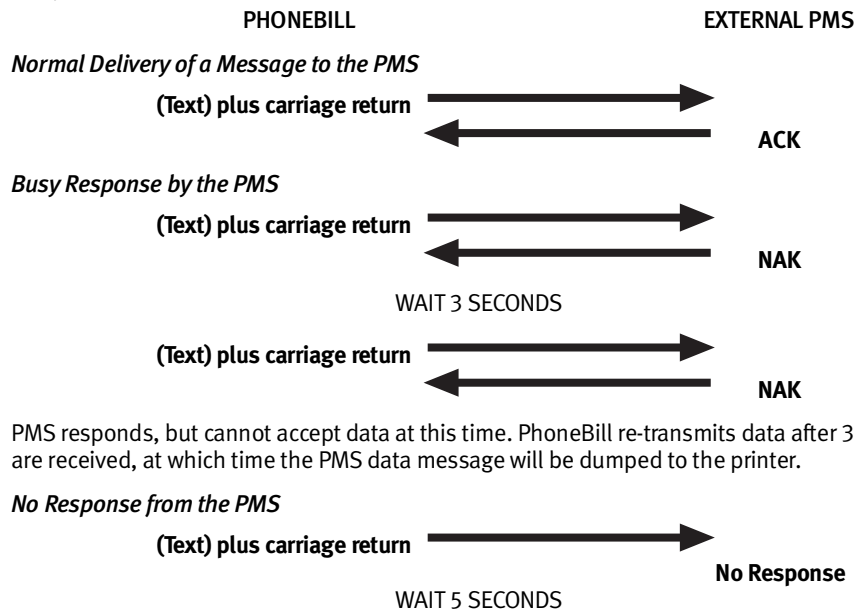 PHONEBILL EXTERNAL PMS
Normal Delivery of a Message to the PMS
(Text) plus carriage return
ACK
Busy Response by the PMS
(Text) plus carriage return
NAK
WAIT 3 SECONDS
(Text) plus carriage return
NAK
PMS responds, but cannot accept data at this time. PhoneBill re-transmits data after 3
are received, at which time the PMS data message will be dumped to the printer.
No Response from the PMS
(Text) plus carriage return
No Response
WAIT 5 SECONDS